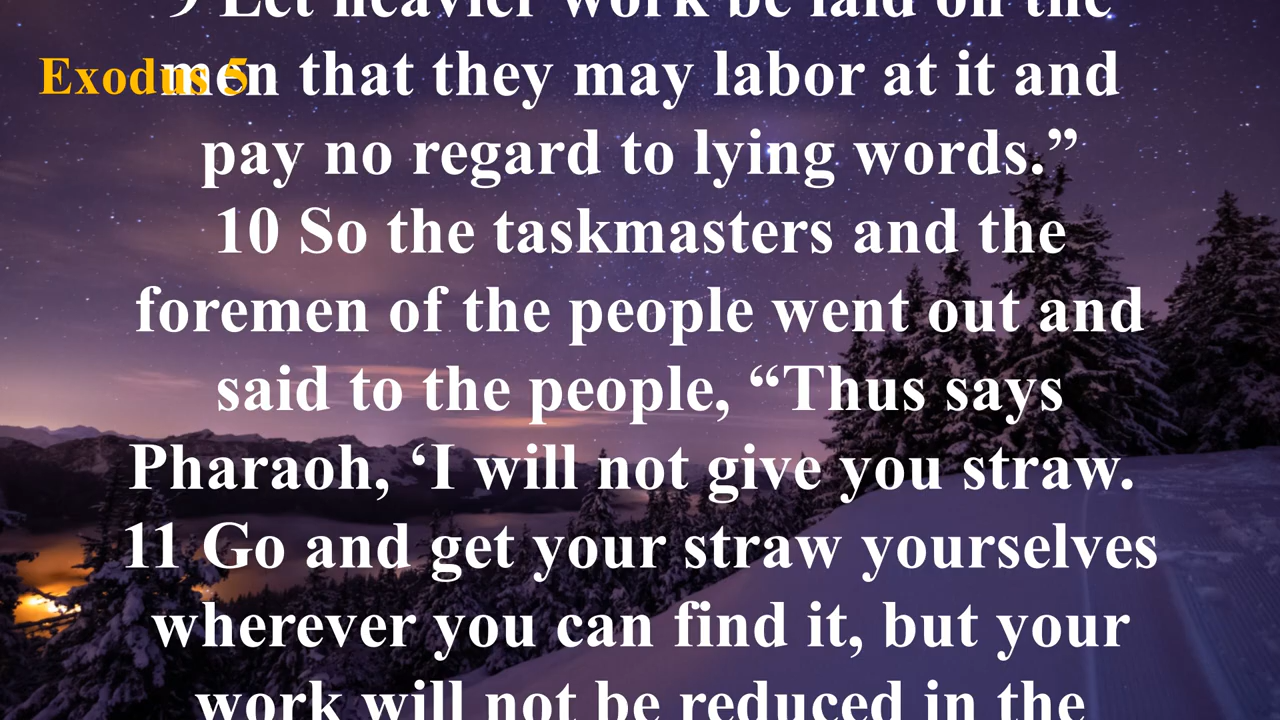 9 Let heavier work be laid on the
Exodus 5
men that they may labor at it and
pay no regard to lying words.”
10 So the taskmasters and the
foremen of the people went out and
said to the people, “Thus says
Pharaoh, ‘I will not give you straw.
11 Go and get your straw yourselves
wherever you can find it, but your
work will not be reduced in the